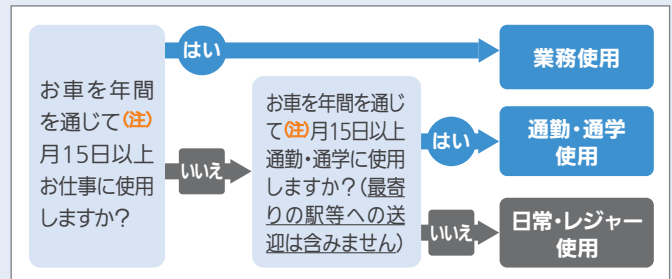 お車を年間
を通じて(注)
月15日以上
お仕事に使用
しますか?
はい
業務使用
いいえ
お車を年間を通じ
て(注)月15日以上
通勤・通学に使用
しますか?(最寄
りの駅等への送
迎は含みません)
はい
通勤・通学
使用
いいえ
日常・レジャー
使用